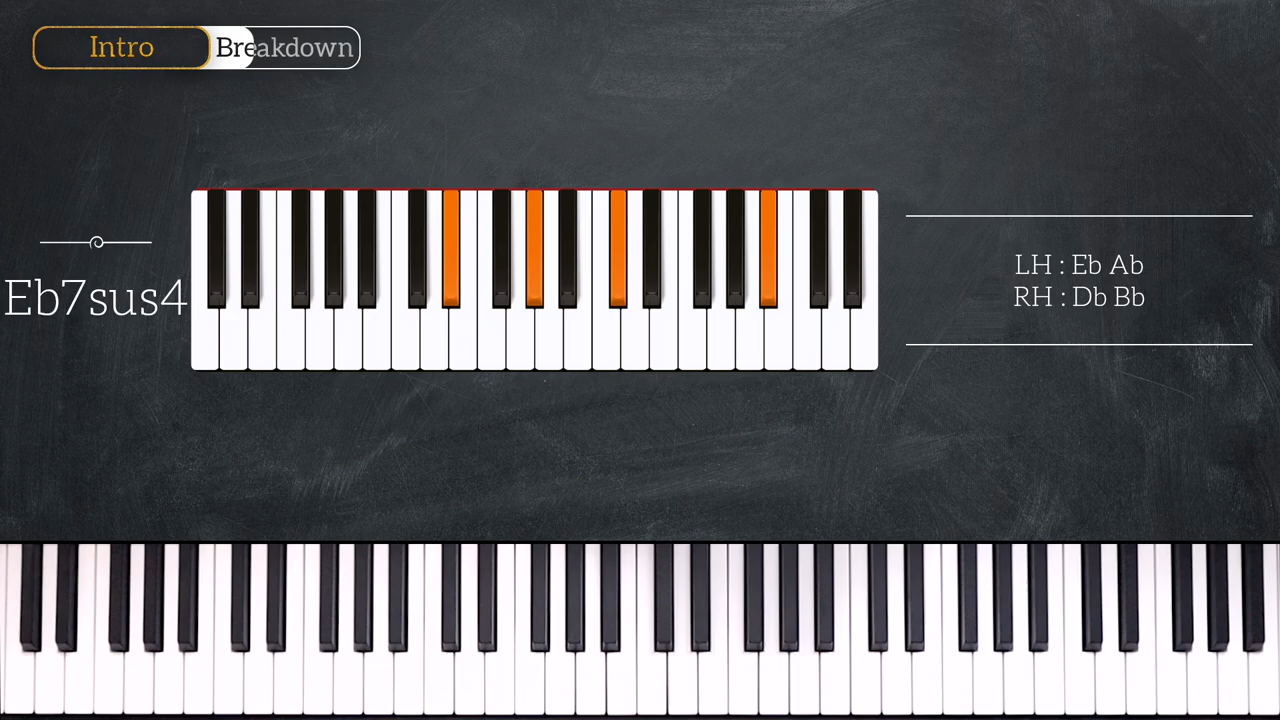 Intro
Breakdown
Eb7sus4
LH : Eb Ab
RH : Db Bb